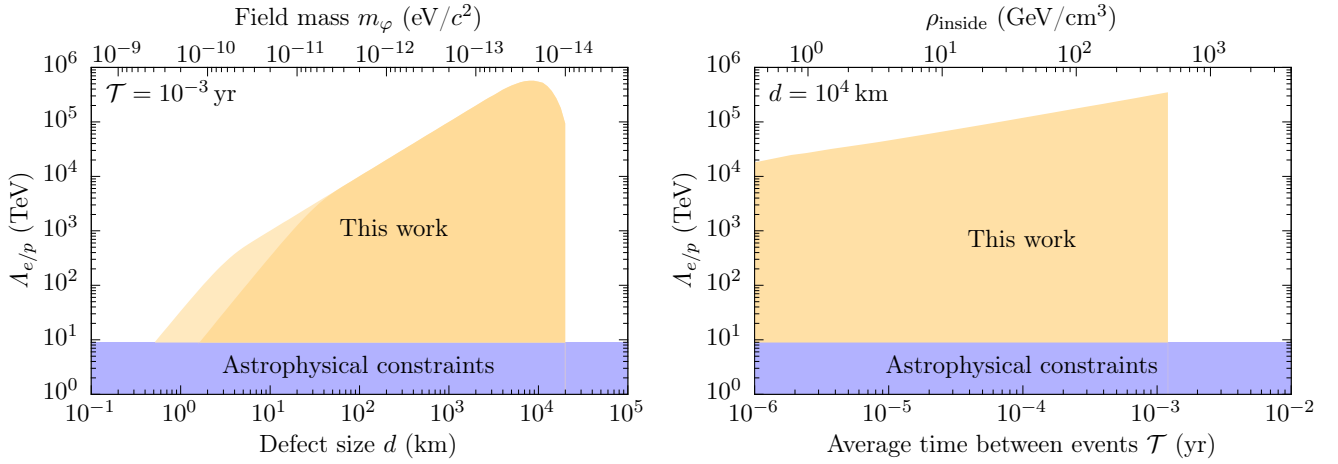 Field mass m_φ (eV/c²)
10⁻⁹ 10⁻¹⁰ 10⁻¹¹ 10⁻¹² 10⁻¹³ 10⁻¹⁴
𝒯 = 10⁻³ yr
Λ_{e/p} (TeV)
10⁶
10⁵
10⁴
10³
10²
10¹
10⁰
This work
Astrophysical constraints
10⁻¹ 10⁰ 10¹ 10² 10³ 10⁴ 10⁵
Defect size d (km)
ρ_inside (GeV/cm³)
10⁰ 10¹ 10² 10³
d = 10⁴ km
Λ_{e/p} (TeV)
10⁶
10⁵
10⁴
10³
10²
10¹
10⁰
This work
Astrophysical constraints
10⁻⁶ 10⁻⁵ 10⁻⁴ 10⁻³ 10⁻²
Average time between events 𝒯 (yr)